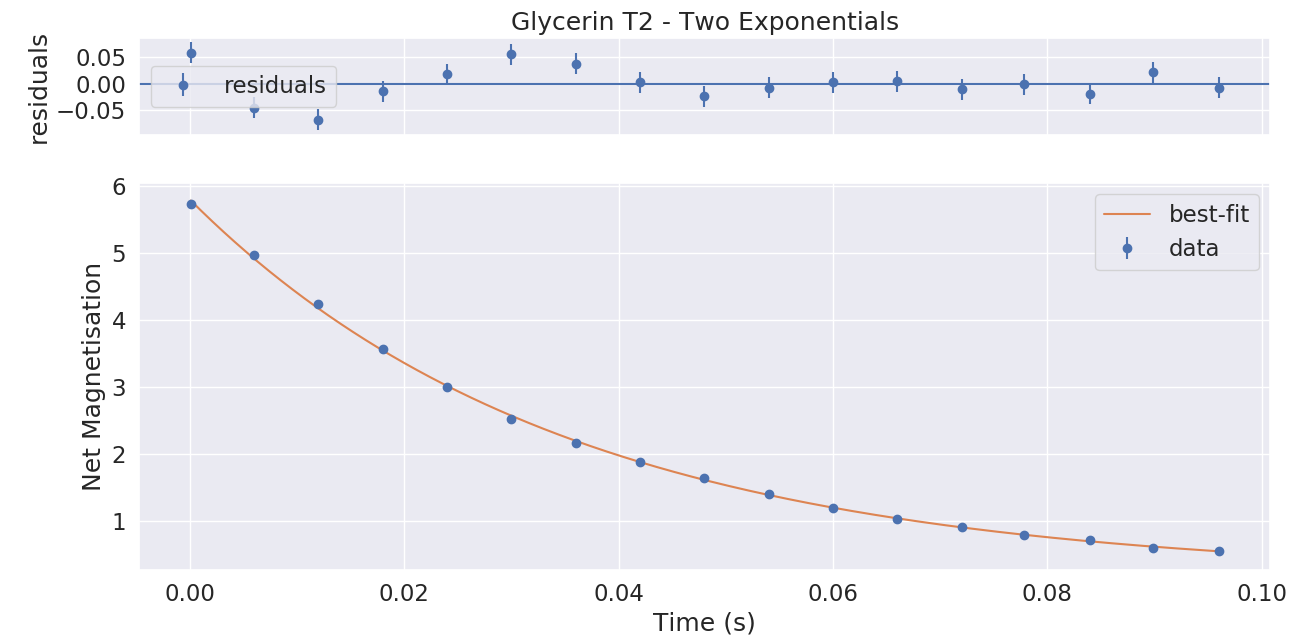 Glycerin T2 - Two Exponentials
residuals
0.05
0.00
−0.05
residuals
Net Magnetisation
6
5
4
3
2
1
best-fit
data
0.00 0.02 0.04 0.06 0.08 0.10
Time (s)